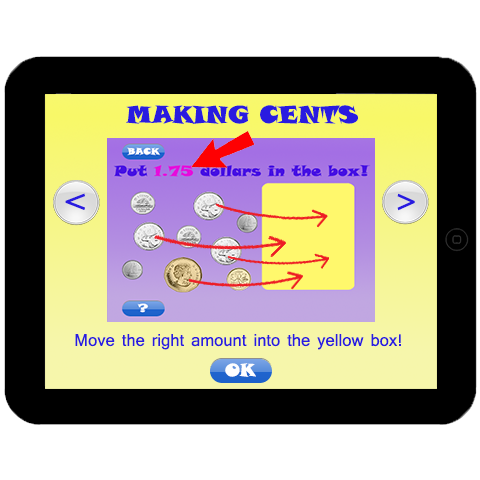 MAKING CENTS
BACK
Put 1.75 dollars in the box!
< >
?
Move the right amount into the yellow box!
OK